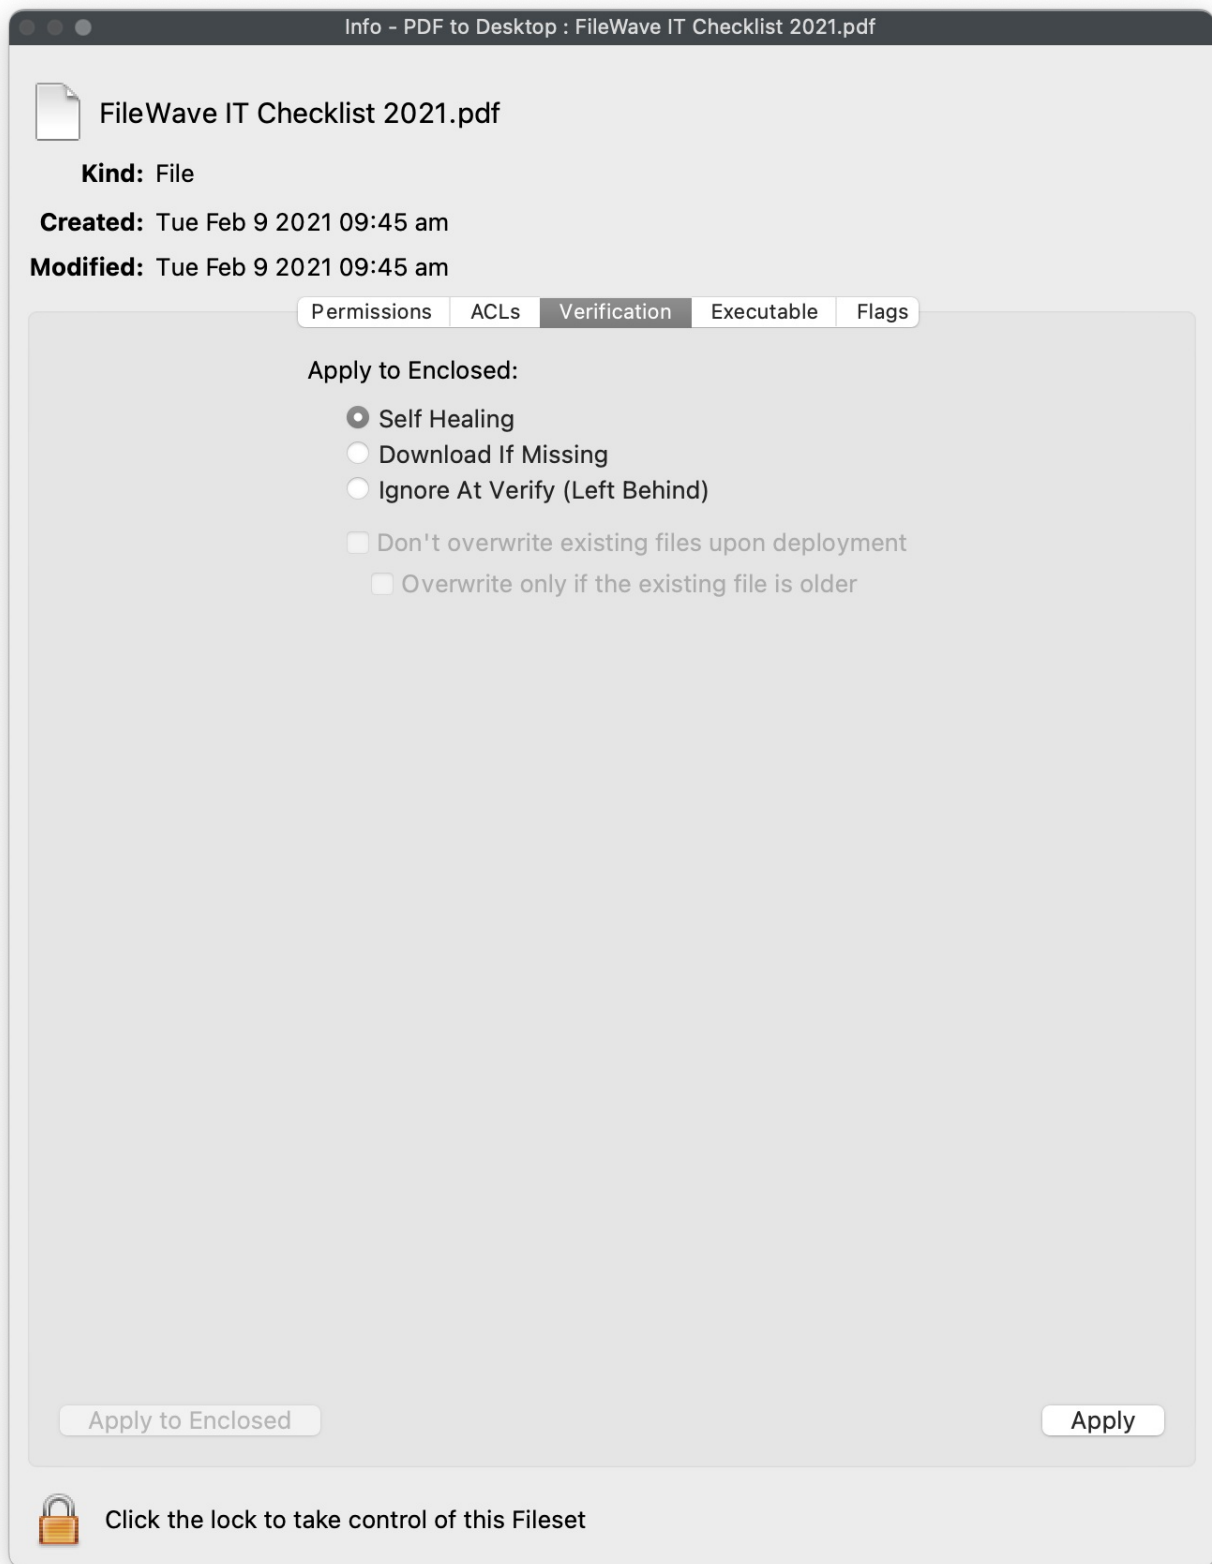 Info - PDF to Desktop : FileWave IT Checklist 2021.pdf
FileWave IT Checklist 2021.pdf
Kind: File
Created: Tue Feb 9 2021 09:45 am
Modified: Tue Feb 9 2021 09:45 am
Permissions ACLs Verification Executable Flags
Apply to Enclosed:
Self Healing
Download If Missing
Ignore At Verify (Left Behind)
Don't overwrite existing files upon deployment
Overwrite only if the existing file is older
Apply to Enclosed Apply
Click the lock to take control of this Fileset